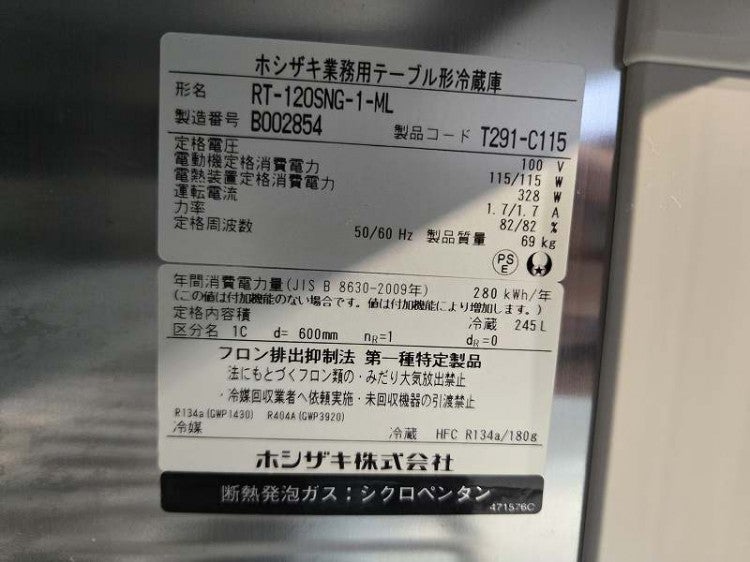 ホシザキ業務用テーブル形冷蔵庫
形名 RT-120SNG-1-ML
製造番号 B002854 製品コード T291-C115
定格電圧 100 V
電動機定格消費電力 115/115 W
電熱装置定格消費電力 328 W
運転電流 1.7/1.7 A
力率 82/82 %
定格周波数 50/60 Hz 製品質量 69 kg
PS
E
年間消費電力量(JIS B 8630-2009年) 280 kWh/年
(この値は付加機能のない場合です。値は付加機能により増加します。)
定格内容積 冷蔵 245L
区分名 1C d= 600mm nR=1 dR=0
フロン排出抑制法 第一種特定製品
・法にもとづくフロン類の・みだり大気放出禁止
・冷媒回収業者へ依頼実施・未回収機器の引渡禁止
R134a(GWP1430) R404A(GWP3920)
冷媒 冷蔵 HFC R134a/180g
ホシザキ株式会社
断熱発泡ガス：シクロペンタン
471576C